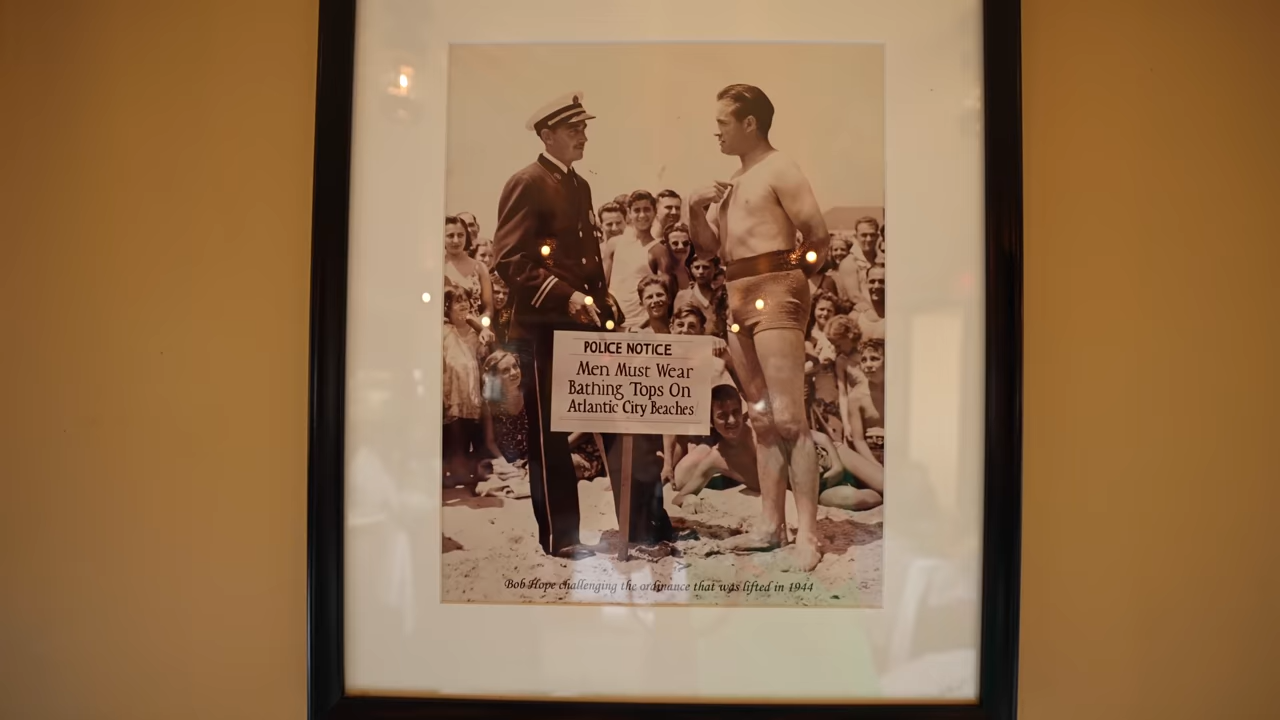 POLICE NOTICE
Men Must Wear
Bathing Tops On
Atlantic City Beaches
Bob Hope challenging the ordinance that was lifted in 1944